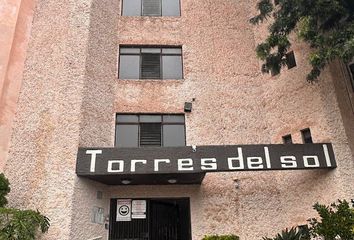 Torres del sol